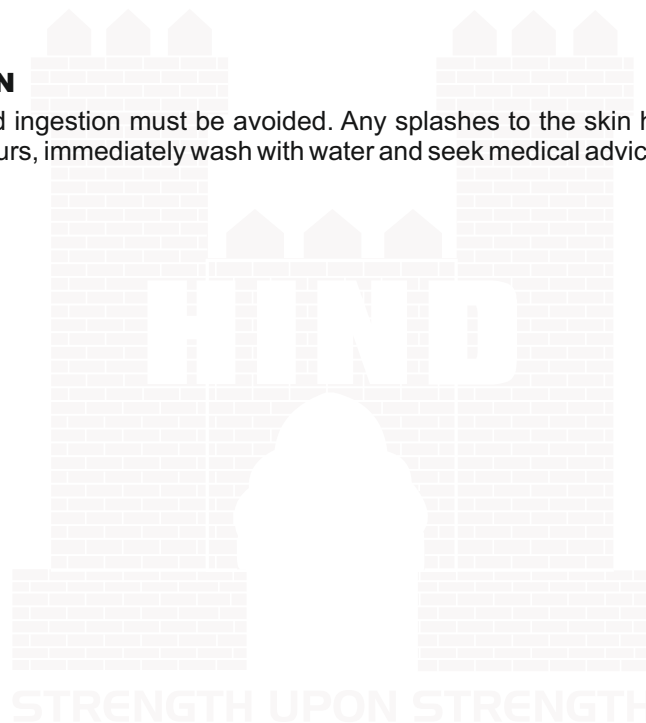 N
d ingestion must be avoided. Any splashes to the skin h
urs, immediately wash with water and seek medical advic
HIND
STRENGTH UPON STRENGTH